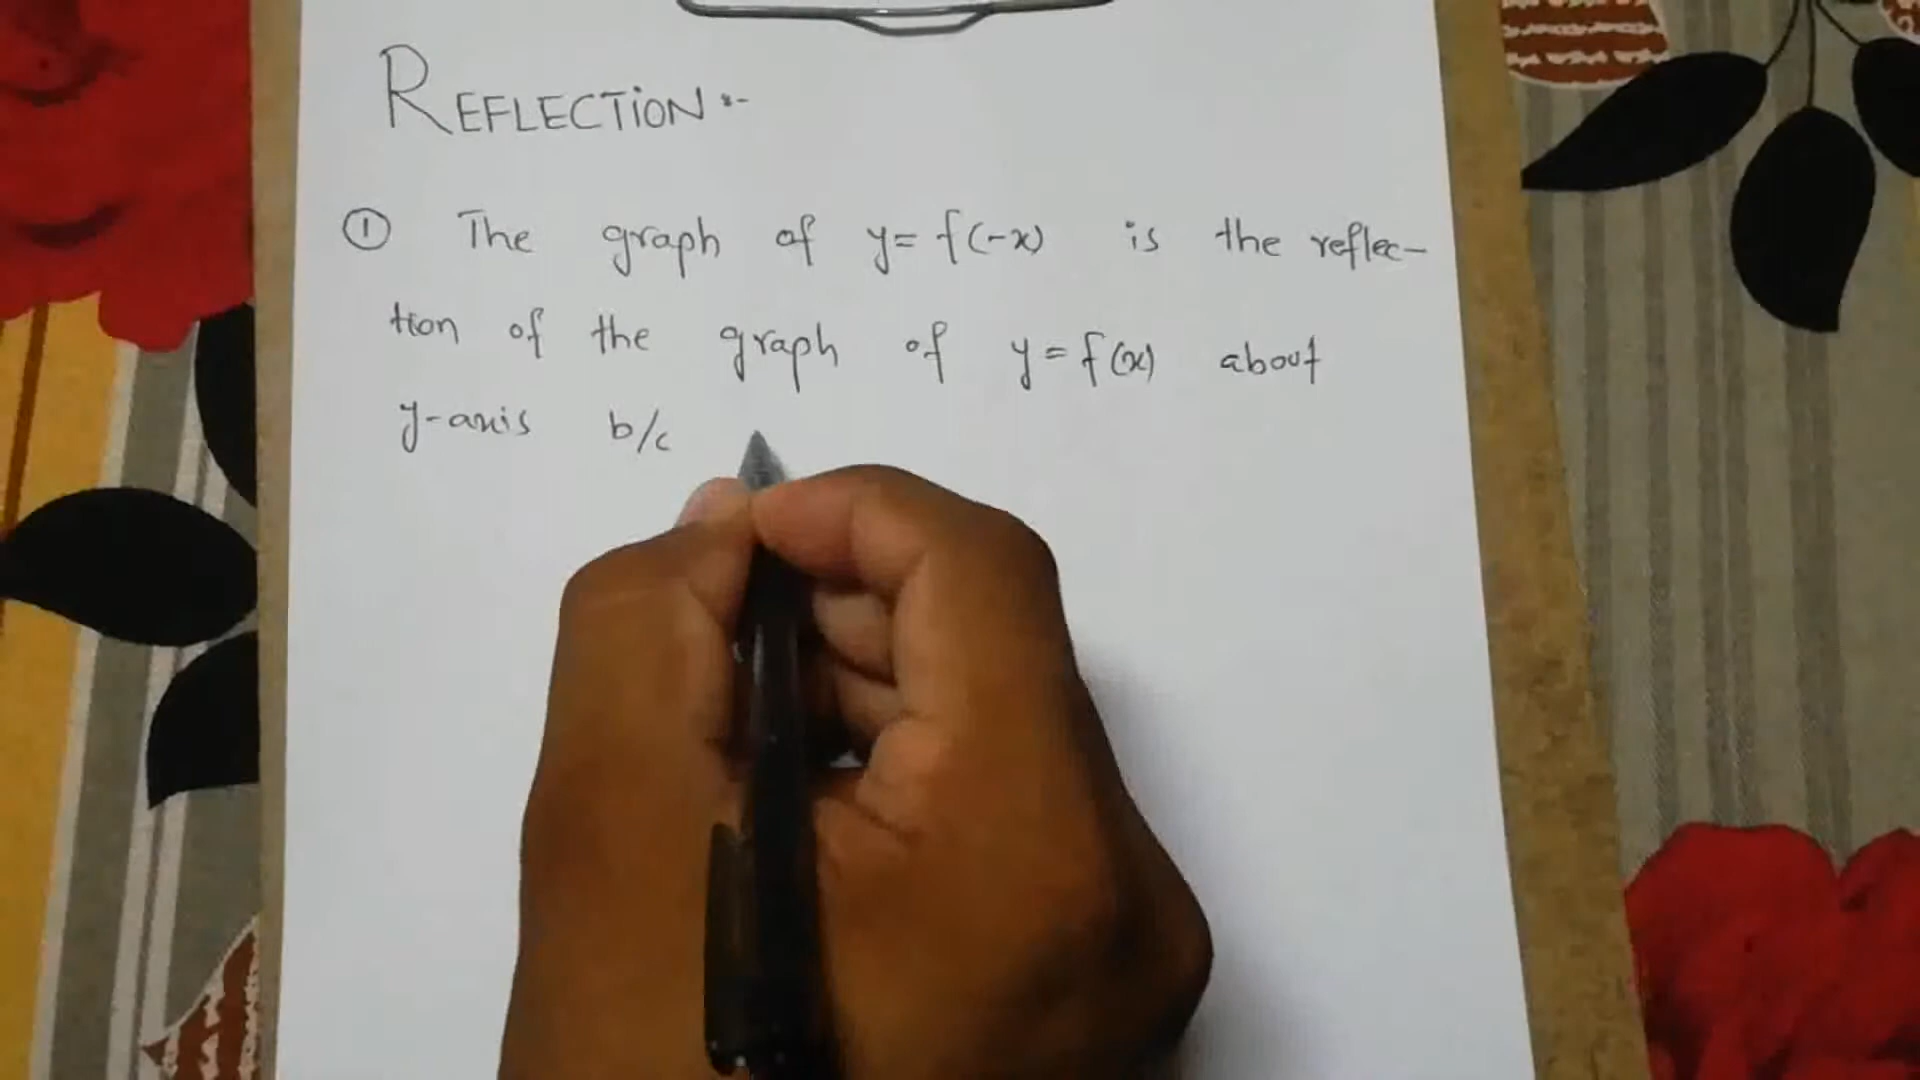 REFLECTION:-
① The graph of y=f(-x) is the reflec-
tion of the graph of y=f(x) about
y-axis b/c